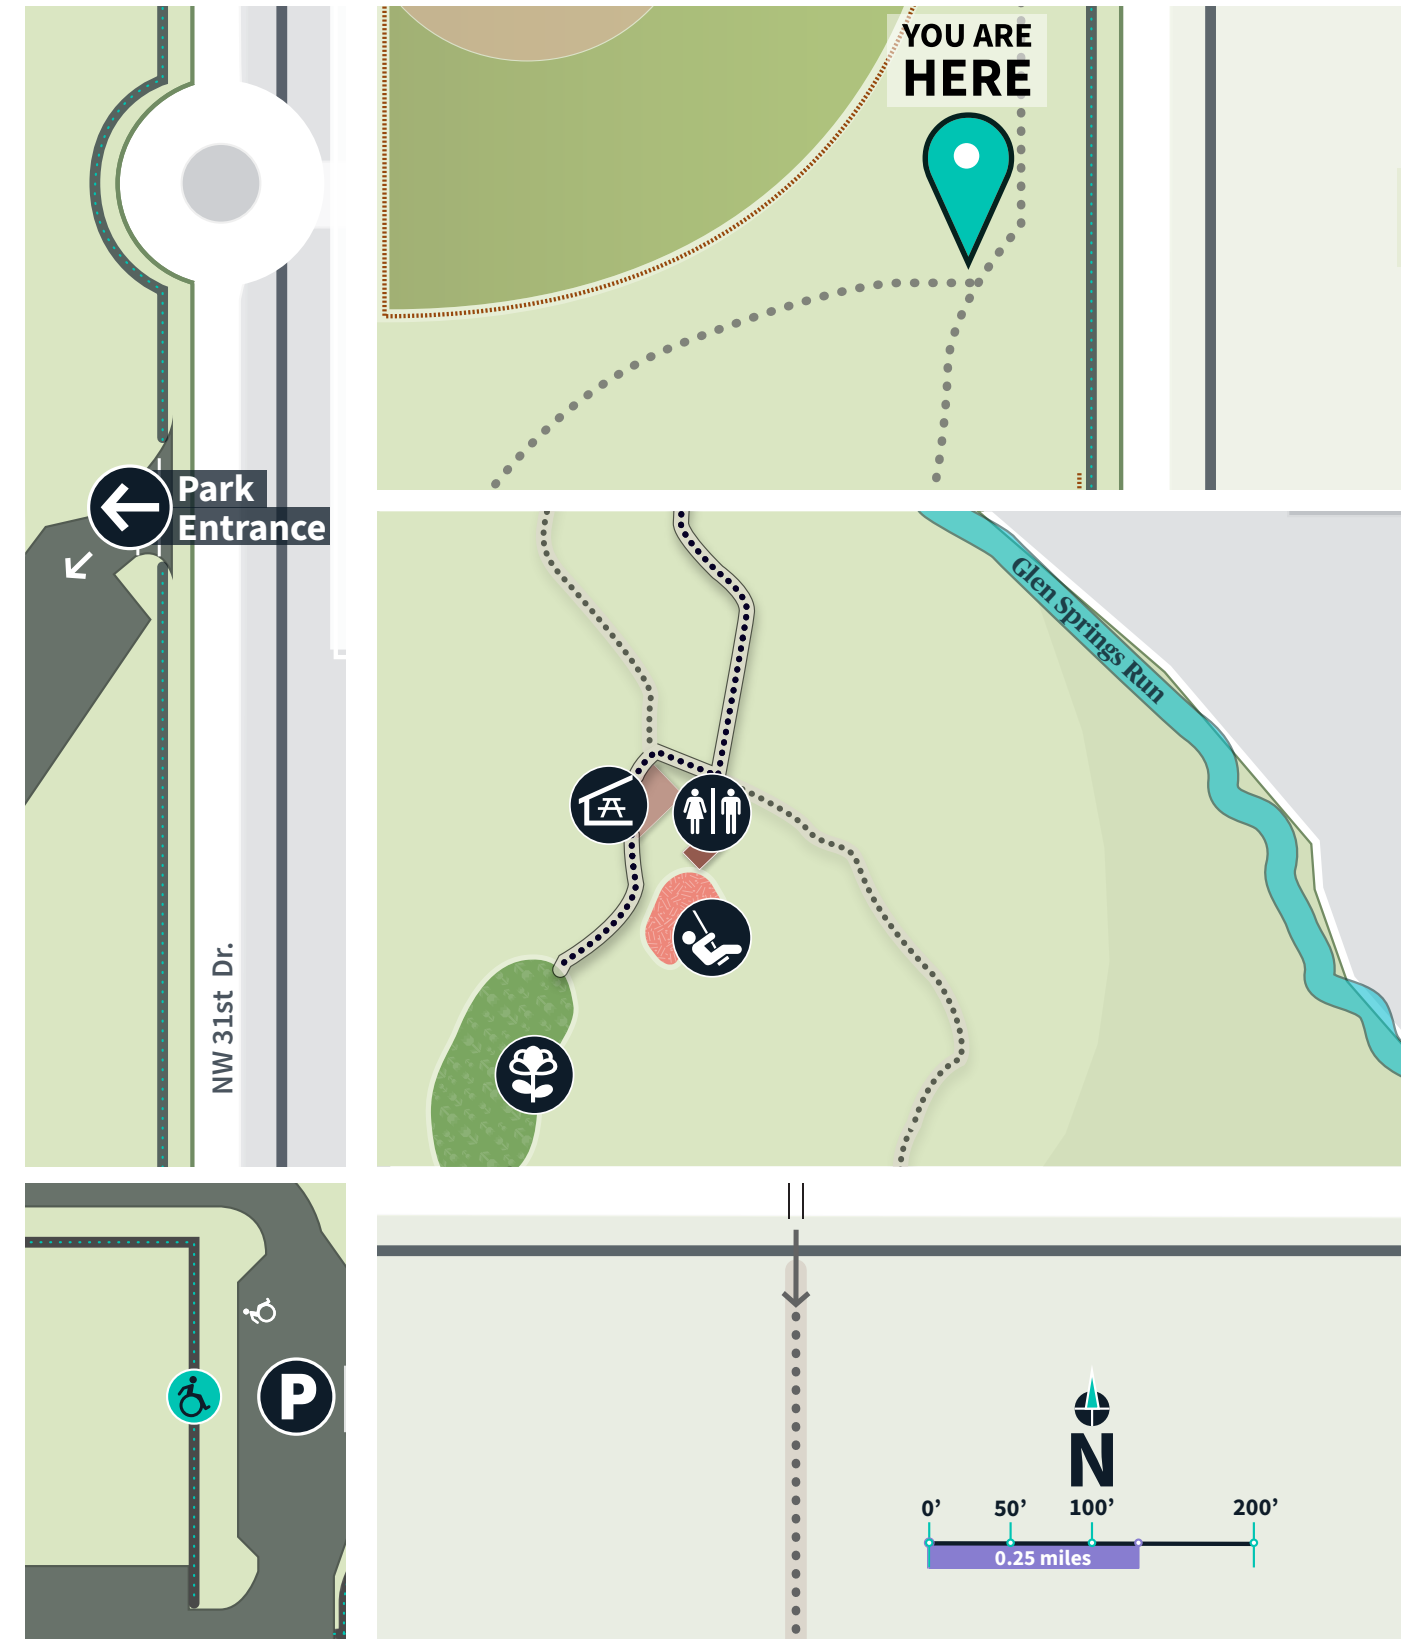 YOU ARE
HERE
Park
Entrance
Glen Springs Run
NW 31st Dr.
P
N
0’ 50’ 100’ 200’
0.25 miles